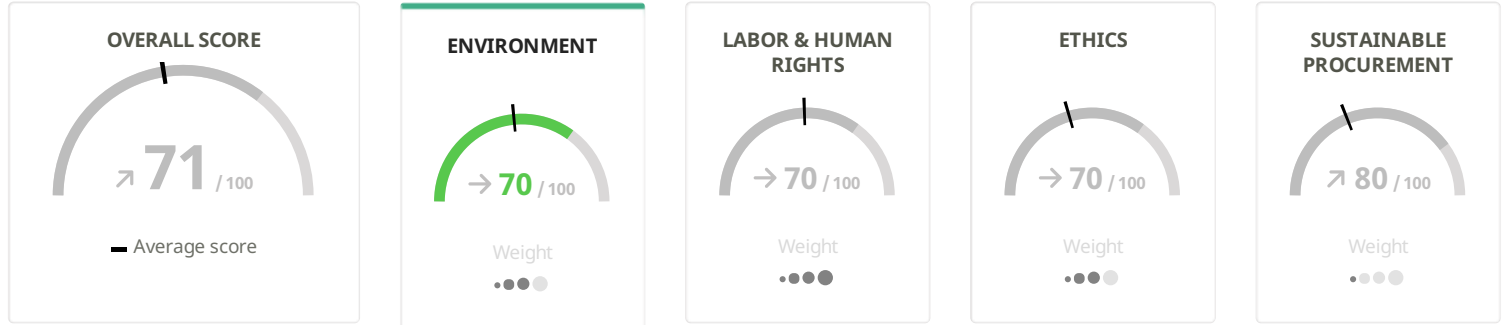 OVERALL SCORE
71 / 100
Average score
ENVIRONMENT
70 / 100
Weight
LABOR & HUMAN
RIGHTS
70 / 100
Weight
ETHICS
70 / 100
Weight
SUSTAINABLE
PROCUREMENT
80 / 100
Weight